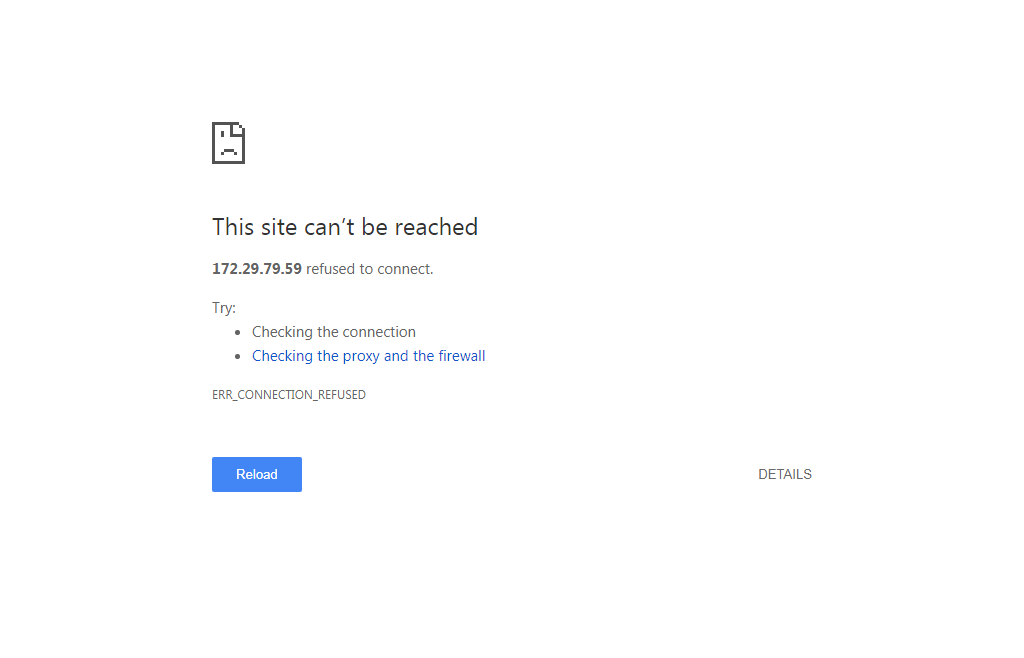 This site can’t be reached
172.29.79.59 refused to connect.
Try:
Checking the connection
Checking the proxy and the firewall
ERR_CONNECTION_REFUSED
Reload
DETAILS